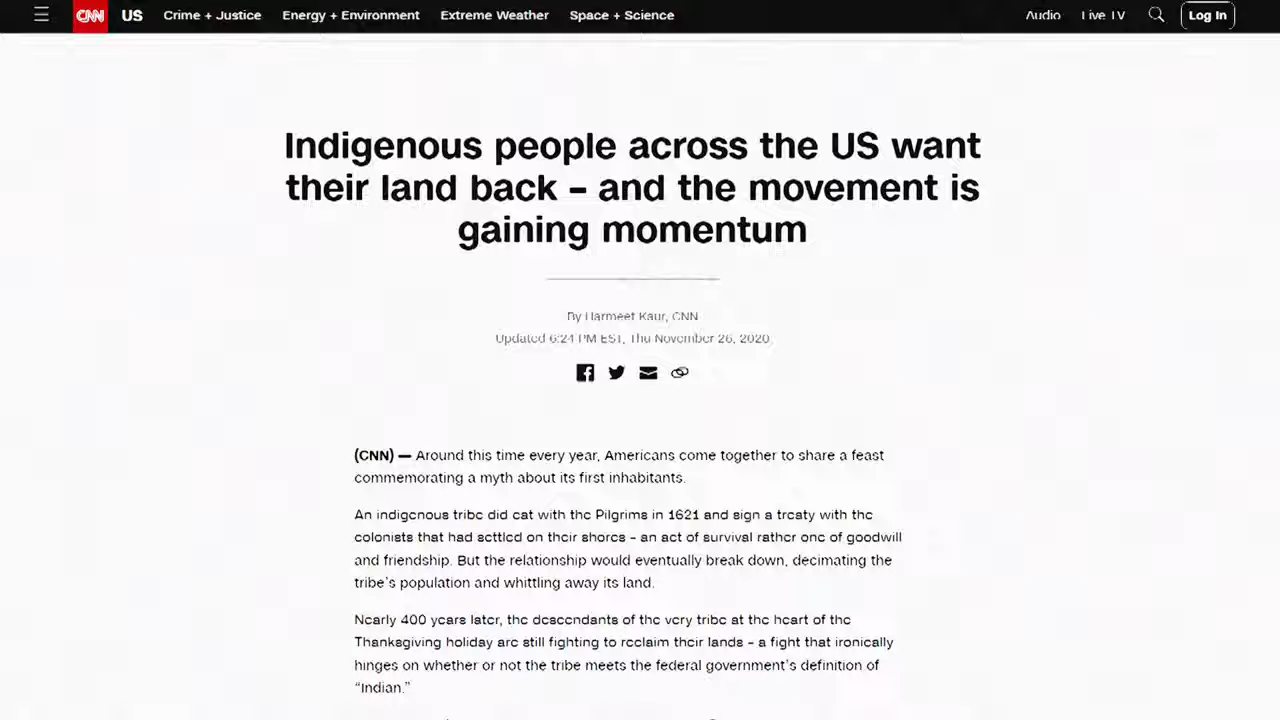 CNN US Crime + Justice Energy + Environment Extreme Weather Space + Science Audio Live TV Log In
Indigenous people across the US want
their land back – and the movement is
gaining momentum
By Harmeet Kaur, CNN
Updated 6:24 PM EST, Thu November 26, 2020
(CNN) — Around this time every year, Americans come together to share a feast
commemorating a myth about its first inhabitants.
An indigenous tribe did eat with the Pilgrims in 1621 and sign a treaty with the
colonists that had settled on their shores – an act of survival rather one of goodwill
and friendship. But the relationship would eventually break down, decimating the
tribe's population and whittling away its land.
Nearly 400 years later, the descendants of the very tribe at the heart of the
Thanksgiving holiday are still fighting to reclaim their lands – a fight that ironically
hinges on whether or not the tribe meets the federal government's definition of
“Indian.”